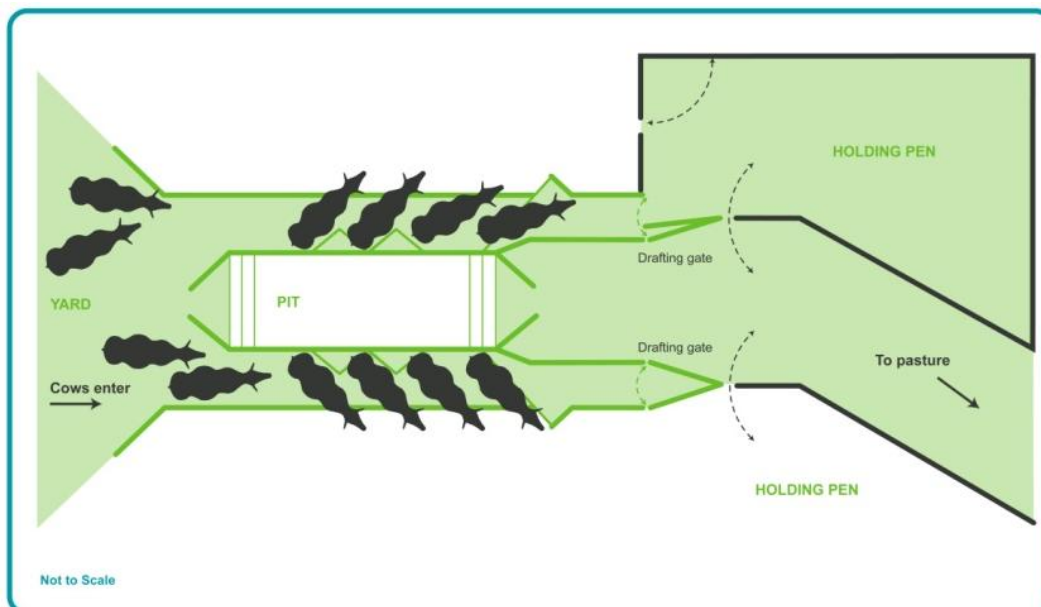 HOLDING PEN
Drafting gate
YARD
PIT
Drafting gate
To pasture
Cows enter
HOLDING PEN
Not to Scale